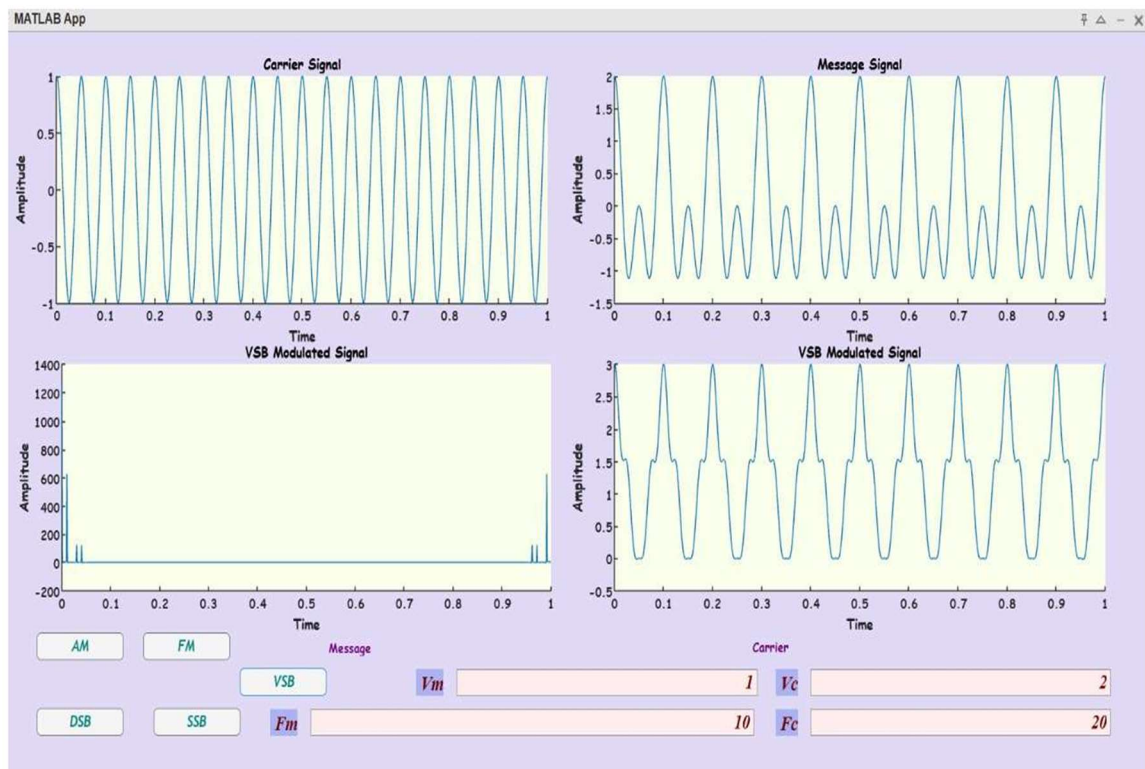 MATLAB App
Carrier Signal
Amplitude
1
0.5
0
-0.5
-1
0 0.1 0.2 0.3 0.4 0.5 0.6 0.7 0.8 0.9 1
Time
Message Signal
Amplitude
2
1.5
1
0.5
0
-0.5
-1
-1.5
0 0.1 0.2 0.3 0.4 0.5 0.6 0.7 0.8 0.9 1
Time
VSB Modulated Signal
Amplitude
1400
1200
1000
800
600
400
200
0
-200
0 0.1 0.2 0.3 0.4 0.5 0.6 0.7 0.8 0.9 1
Time
VSB Modulated Signal
Amplitude
3
2.5
2
1.5
1
0.5
0
-0.5
0 0.1 0.2 0.3 0.4 0.5 0.6 0.7 0.8 0.9 1
Time
AM FM Message Carrier
VSB Vm 1 Vc 2
DSB SSB Fm 10 Fc 20